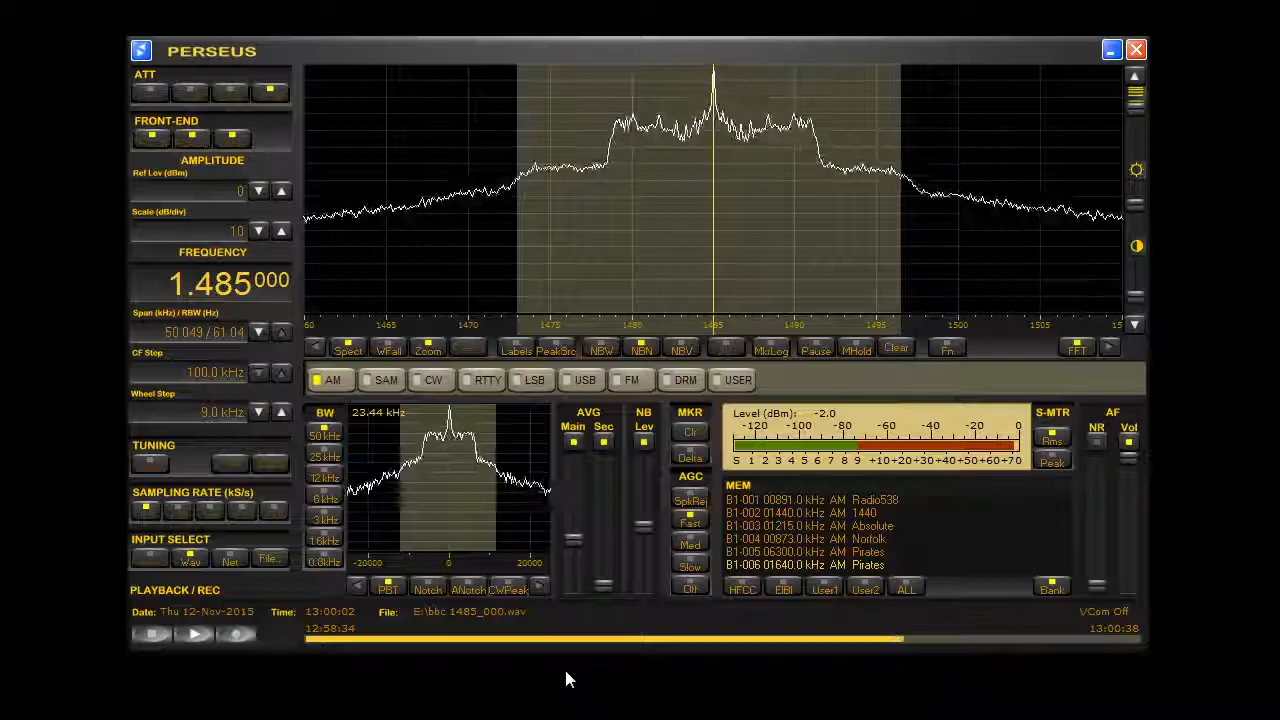 PERSEUS
ATT
FRONT-END
AMPLITUDE
Ref Lev (dBm)
0
Scale (dB/div)
10
FREQUENCY
1.485000
Span (kHz) / RBW (Hz)
50 049 / 61.04
CF Step
100.0 kHz
Wheel Step
9.0 kHz
TUNING
SAMPLING RATE (kS/s)
INPUT SELECT
Wav Net File..
60 1465 1470 1475 1480 1485 1490 1495 1500 1505 15
Spect WFall Zoom Labels PeakSrc NBW NBN NBV MkrLog Pause MHold Clear Fn FFT
AM SAM CW RTTY LSB USB FM DRM USER
BW
50 kHz
25 kHz
12 kHz
6 kHz
3 kHz
1.6kHz
0.8kHz
23.44 kHz
-20000 0 20000
PBT Notch ANotch CWPeak
AVG
Main Sec
NB
Lev
MKR
Clr
Delta
AGC
SpkRej
Fast
Med
Slow
Off
Level (dBm): -2.0
-120 -100 -80 -60 -40 -20 0
S 1 2 3 4 5 6 7 8 9 +10+20+30+40+50+60+70
S-MTR
Rms
Peak
AF
NR Vol
MEM
B1-001 00891.0 kHz AM Radio538
B1-002 01440.0 kHz AM 1440
B1-003 01215.0 kHz AM Absolute
B1-004 00873.0 kHz AM Norfolk
B1-005 06300.0 kHz AM Pirates
B1-006 01640.0 kHz AM Pirates
HFCC EIBI User1 User2 ALL Bank
PLAYBACK / REC
Date: Thu 12-Nov-2015 Time: 13:00:02 File: E:\bbc 1485_000.wav VCom Off
12:58:34 13:00:38